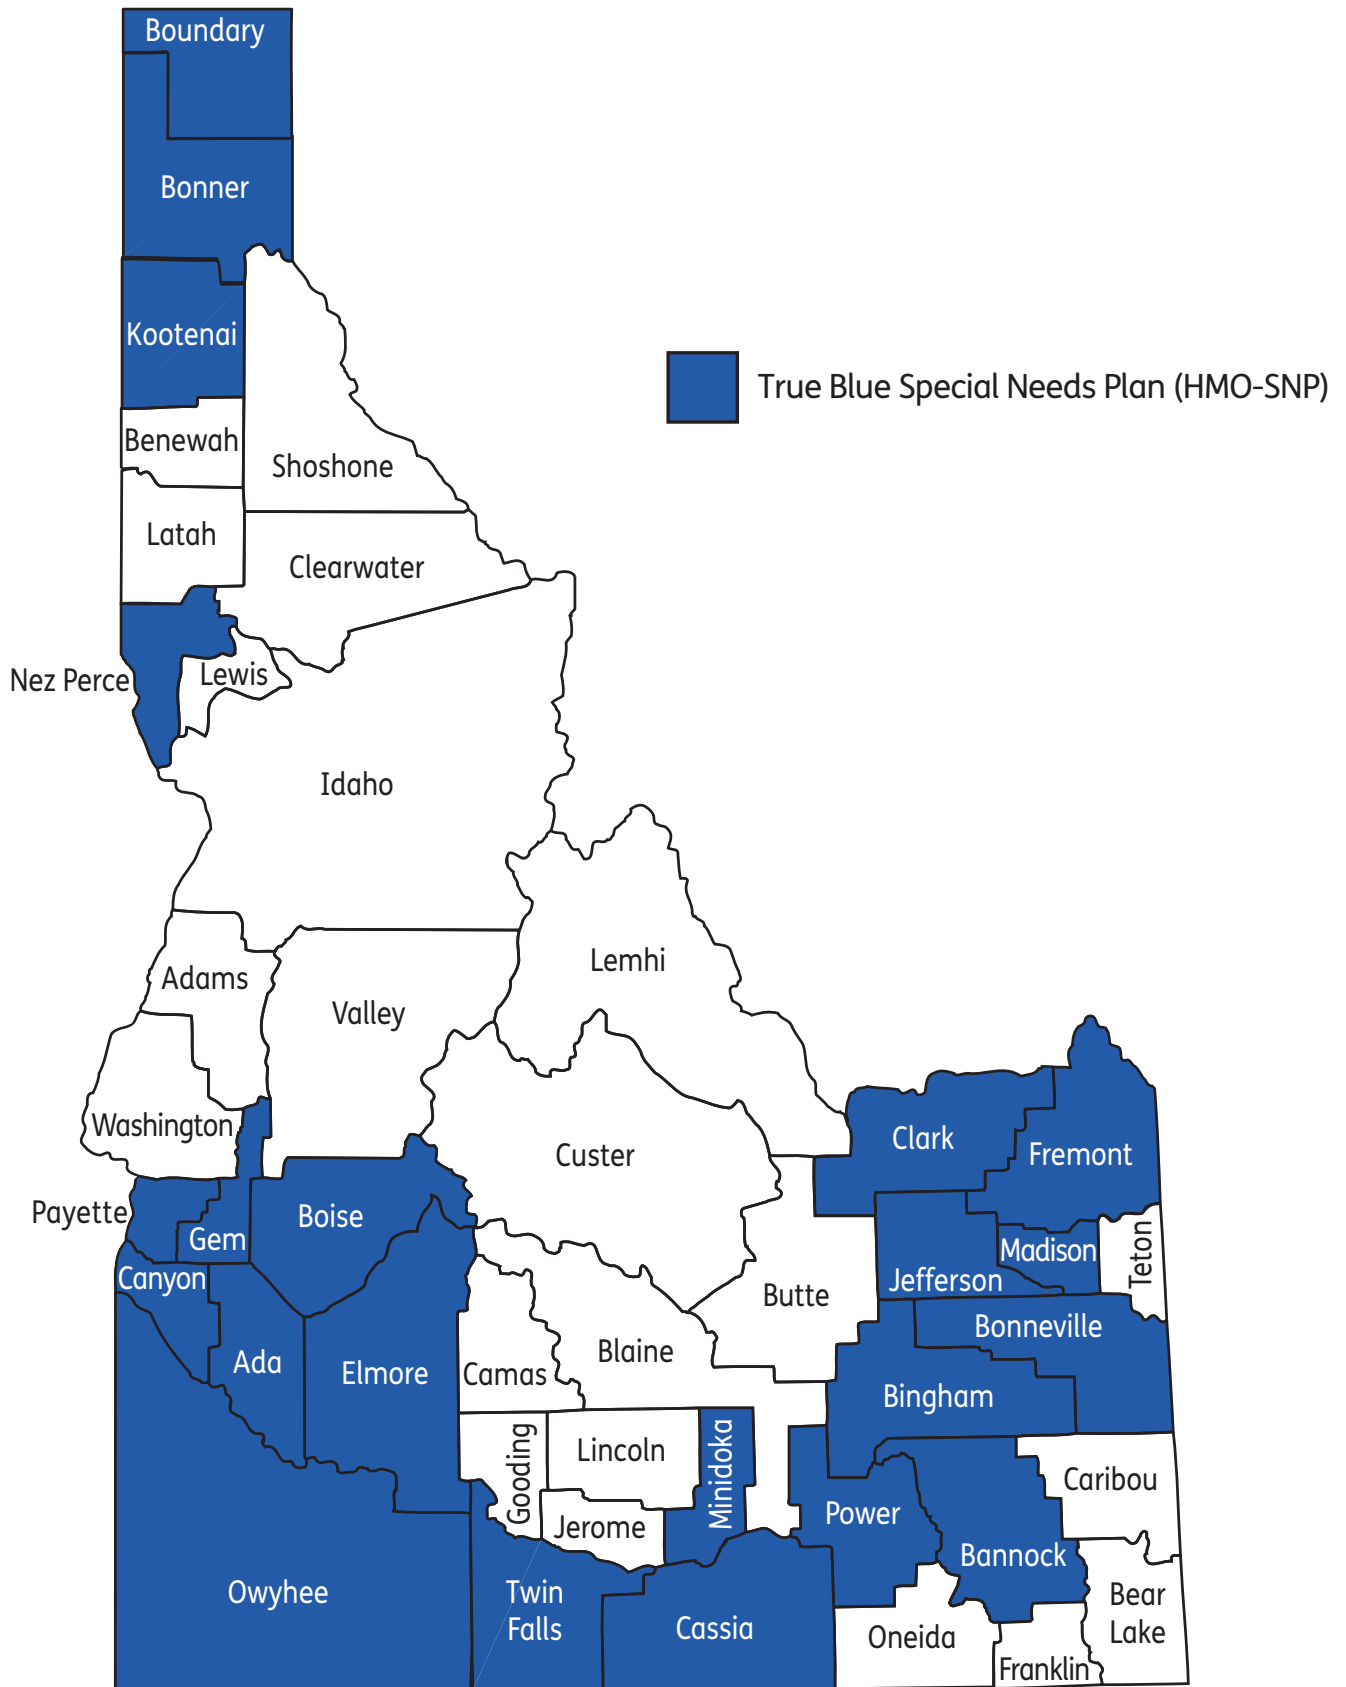 Boundary
Bonner
Kootenai
True Blue Special Needs Plan (HMO-SNP)
Benewah
Shoshone
Latah
Clearwater
Nez Perce
Lewis
Idaho
Lemhi
Adams
Valley
Washington
Custer
Clark
Fremont
Payette
Boise
Gem
Madison
Teton
Canyon
Jefferson
Butte
Bonneville
Blaine
Ada
Elmore
Camas
Bingham
Gooding
Lincoln
Minidoka
Caribou
Jerome
Power
Bannock
Owyhee
Twin
Falls
Cassia
Bear
Lake
Oneida
Franklin